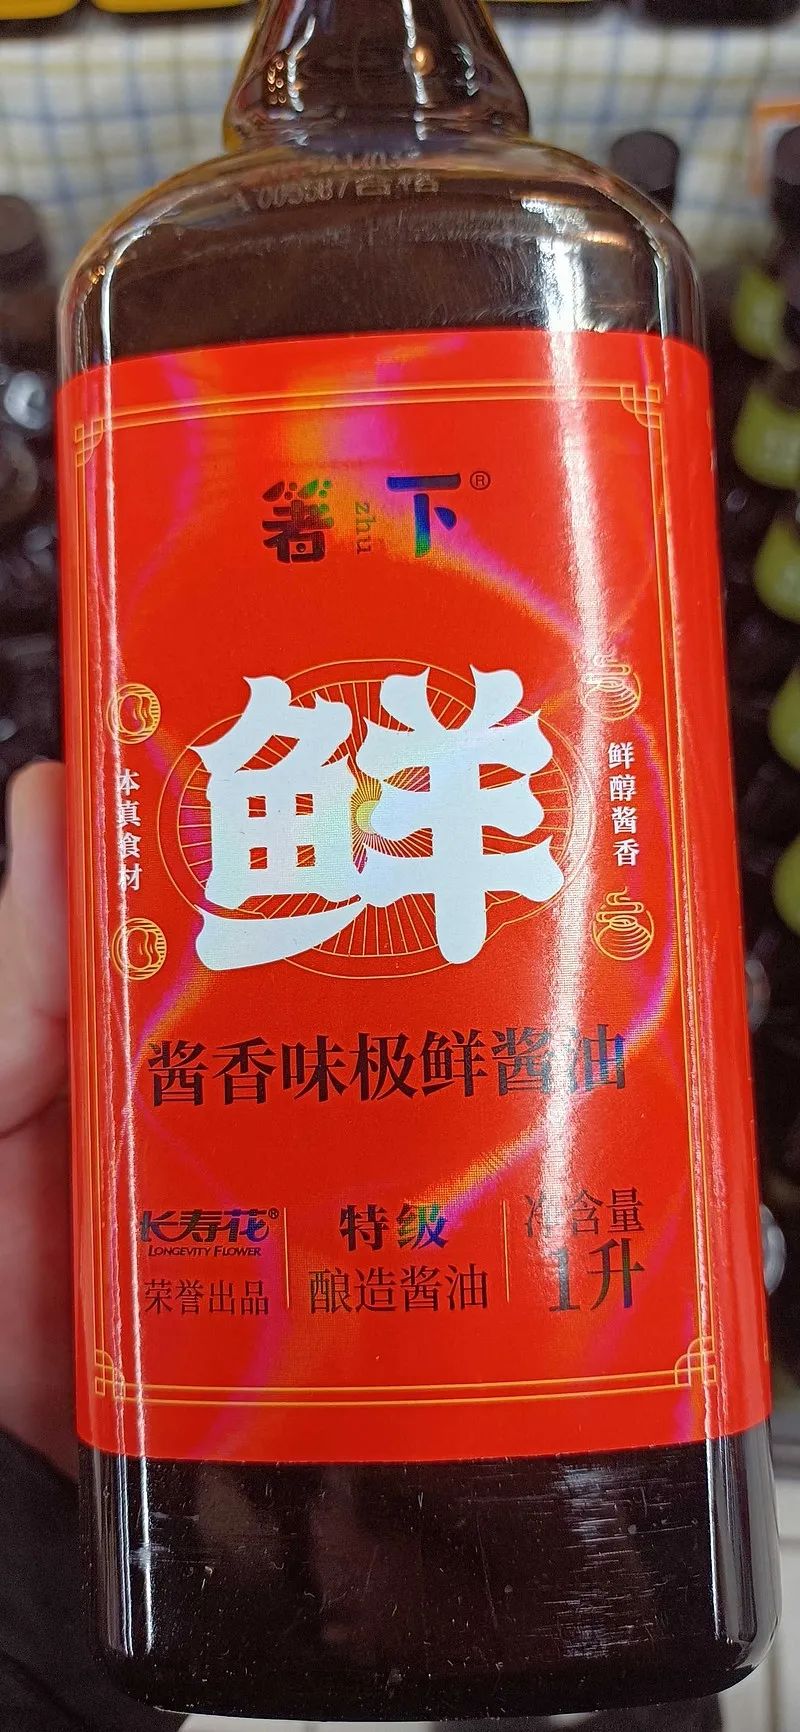 合格
箸 zhu 下®
鲜
本真食材
鲜醇酱香
酱香味极鲜酱油
长寿花®
LONGEVITY FLOWER
荣誉出品
特级
酿造酱油
净含量
1升